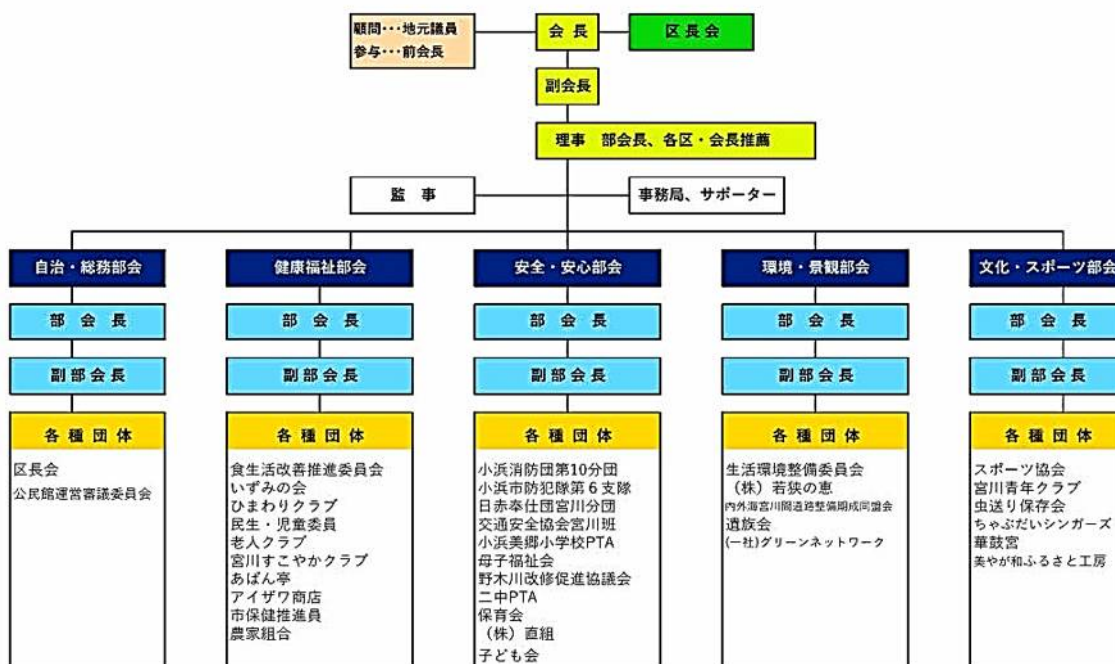 顧問･･･地元議員
参与･･･前会長
会長
区長会
副会長
理事 部会長、各区・会長推薦
監事
事務局、サポーター
自治・総務部会
健康福祉部会
安全・安心部会
環境・景観部会
文化・スポーツ部会
部会長
部会長
部会長
部会長
部会長
副部会長
副部会長
副部会長
副部会長
副部会長
各種団体
区長会
公民館運営審議委員会
各種団体
食生活改善推進委員会
いずみの会
ひまわりクラブ
民生・児童委員
老人クラブ
宮川すこやかクラブ
あばん亭
アイザワ商店
市保健推進員
農家組合
各種団体
小浜消防団第10分団
小浜市防犯隊第６支隊
日赤奉仕団宮川分団
交通安全協会宮川班
小浜美郷小学校PTA
母子福祉会
野木川改修促進協議会
二中PTA
保育会
（株）直組
子ども会
各種団体
生活環境整備委員会
（株）若狭の恵
内外海宮川間道路整備期成同盟会
遺族会
(一社)グリーンネットワーク
各種団体
スポーツ協会
宮川青年クラブ
虫送り保存会
ちゃぶだいシンガーズ
華鼓宮
美やが和ふるさと工房